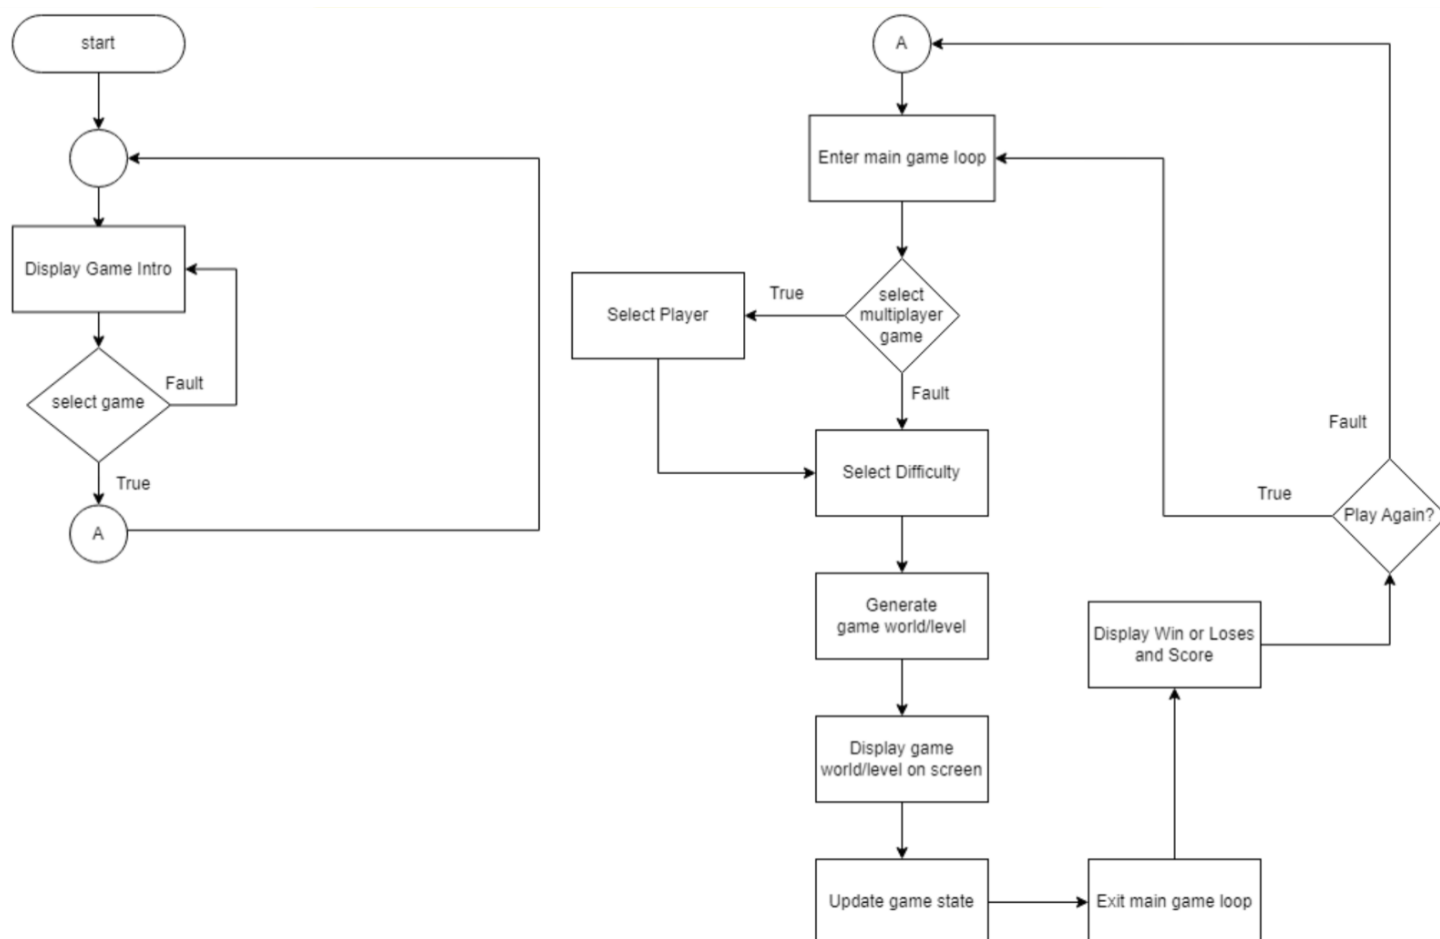 start
Display Game Intro
Fault
select game
True
A
A
Enter main game loop
True
select
multiplayer
game
Select Player
Fault
Select Difficulty
Generate
game world/level
Display game
world/level on screen
Update game state
Exit main game loop
Display Win or Loses
and Score
Play Again?
True
Fault